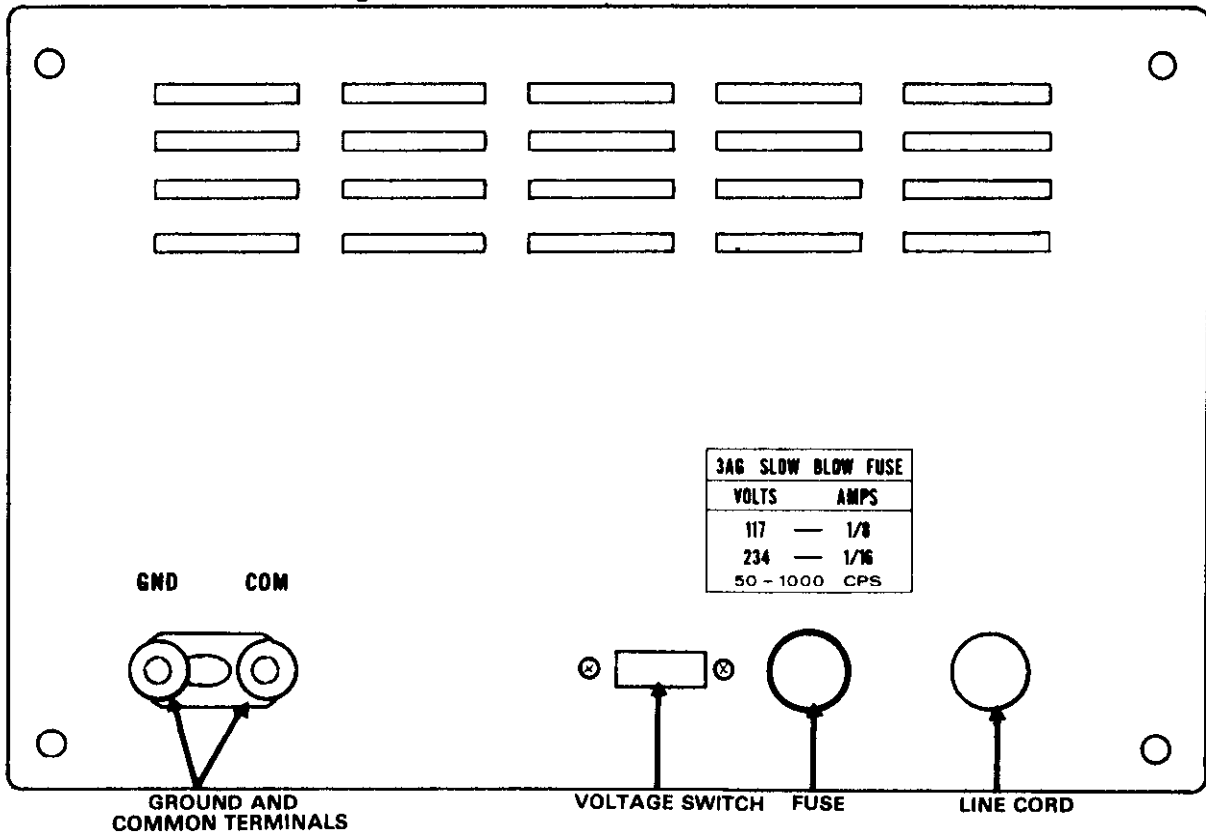 3AG SLOW BLOW FUSE
VOLTS AMPS
117 — 1/8
234 — 1/16
50 - 1000 CPS
GND COM
GROUND AND
COMMON TERMINALS
VOLTAGE SWITCH
FUSE
LINE CORD